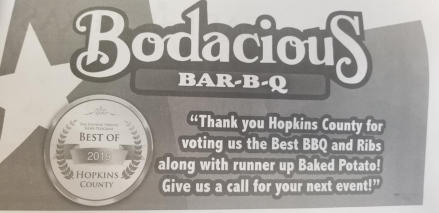 BodaciouS
BAR-B-Q
BEST OF
2019
HOPKINS
COUNTY
“Thank you Hopkins County for
voting us the Best BBQ and Ribs
along with runner up Baked Potato!
Give us a call for your next event!”